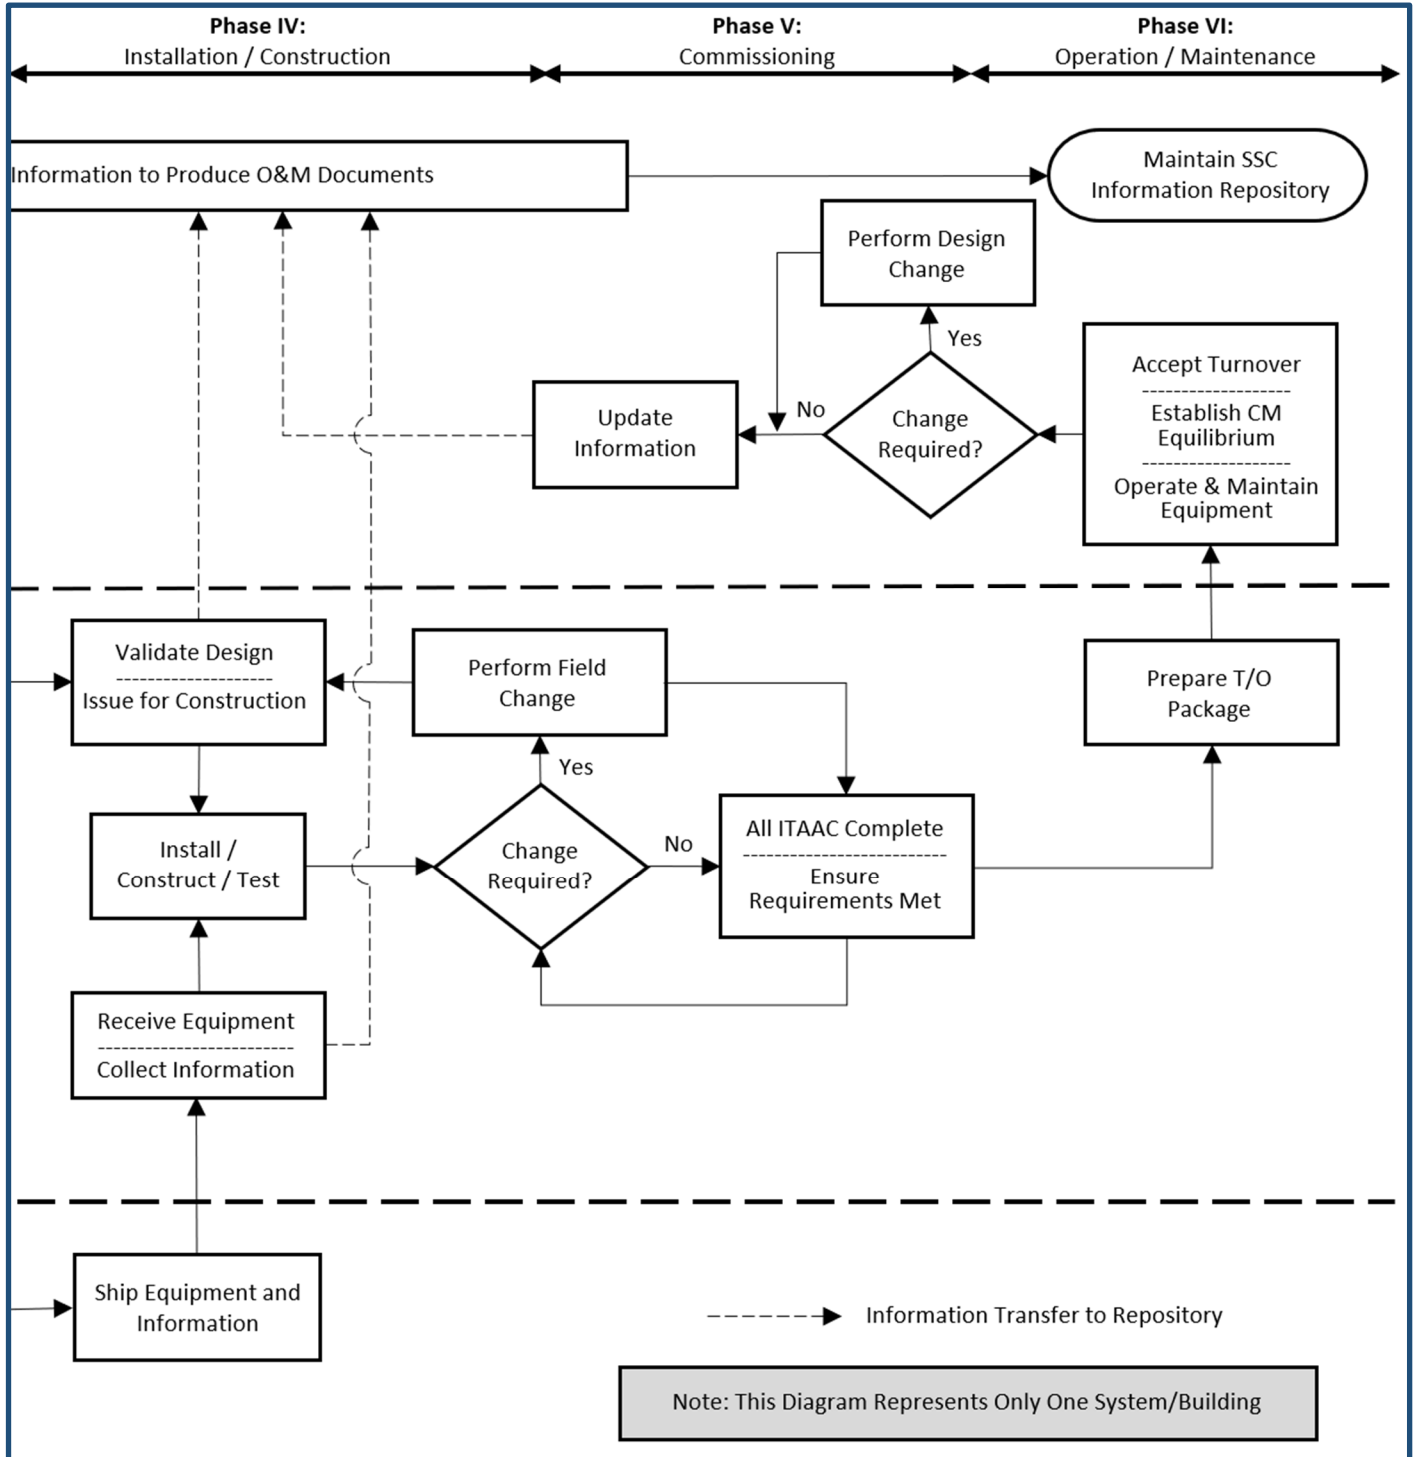 Phase IV:
Installation / Construction
Phase V:
Commissioning
Phase VI:
Operation / Maintenance
Information to Produce O&M Documents
Maintain SSC
Information Repository
Perform Design
Change
Yes
Accept Turnover
Establish CM
Equilibrium
Operate & Maintain
Equipment
Change
Required?
No
Update
Information
Validate Design
Issue for Construction
Perform Field
Change
Prepare T/O
Package
Yes
Install /
Construct / Test
Change
Required?
No
All ITAAC Complete
Ensure
Requirements Met
Receive Equipment
Collect Information
Ship Equipment and
Information
Information Transfer to Repository
Note: This Diagram Represents Only One System/Building